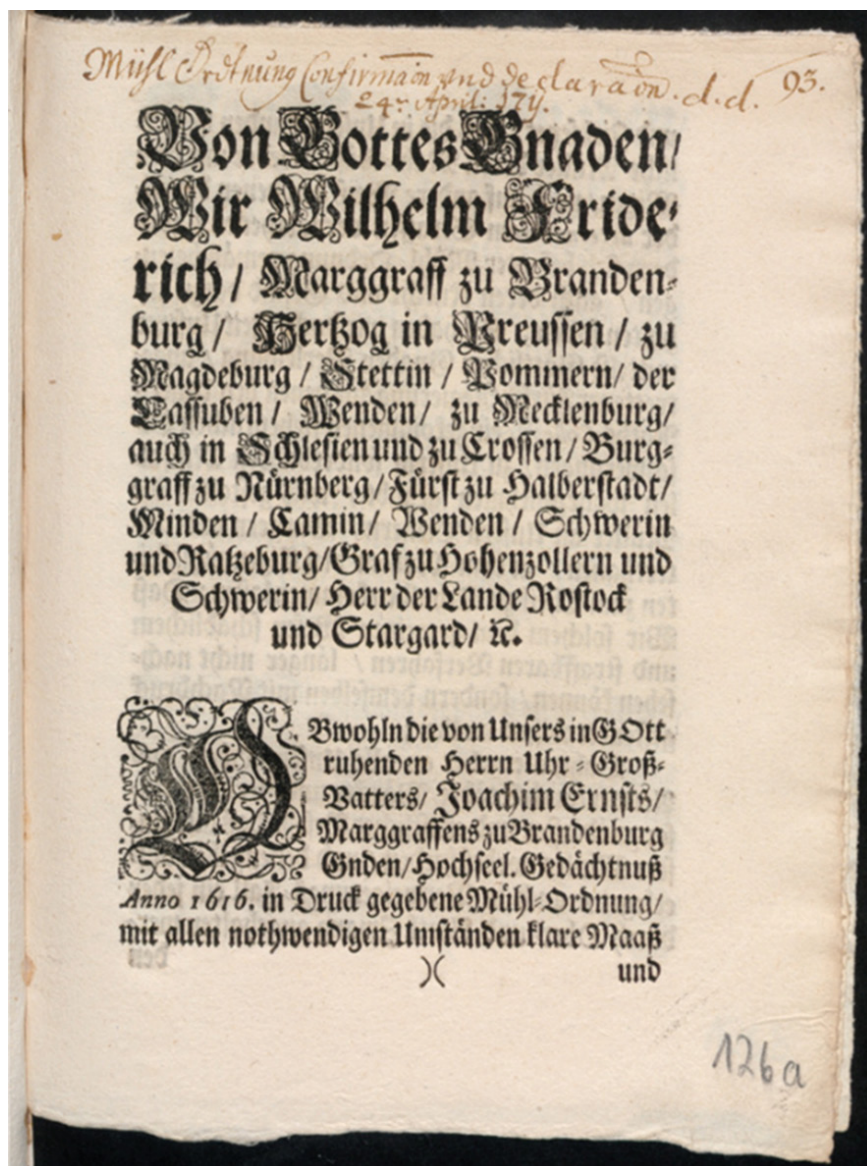 Mühl Ordnung Confirmaon und declaraon. d. d. 93.
24. April: 171
Von Gottes Gnaden/
Wir Wilhelm Fride-
rich / Marggraff zu Branden-
burg / Hertzog in Preussen / zu
Magdeburg / Stettin / Pommern / der
Cassuben / Wenden / zu Mecklenburg/
auch in Schlesien und zu Crossen / Burg-
graff zu Nürnberg / Fürst zu Halberstadt/
Minden / Camin / Wenden / Schwerin
und Ratzeburg/ Graf zu Hohenzollern und
Schwerin/ Herr der Lande Rostock
und Stargard/ ꝛc.
OBwohln die von Unsers in GOtt
ruhenden Herrn Uhr-Groß-
Vatters/ Joachim Ernsts/
Marggraffens zu Brandenburg
Gnden/ Hochseel. Gedächtnuß
Anno 1616. in Druck gegebene Mühl-Ordnung/
mit allen nothwendigen Umständen klare Maaß
)( und
126a